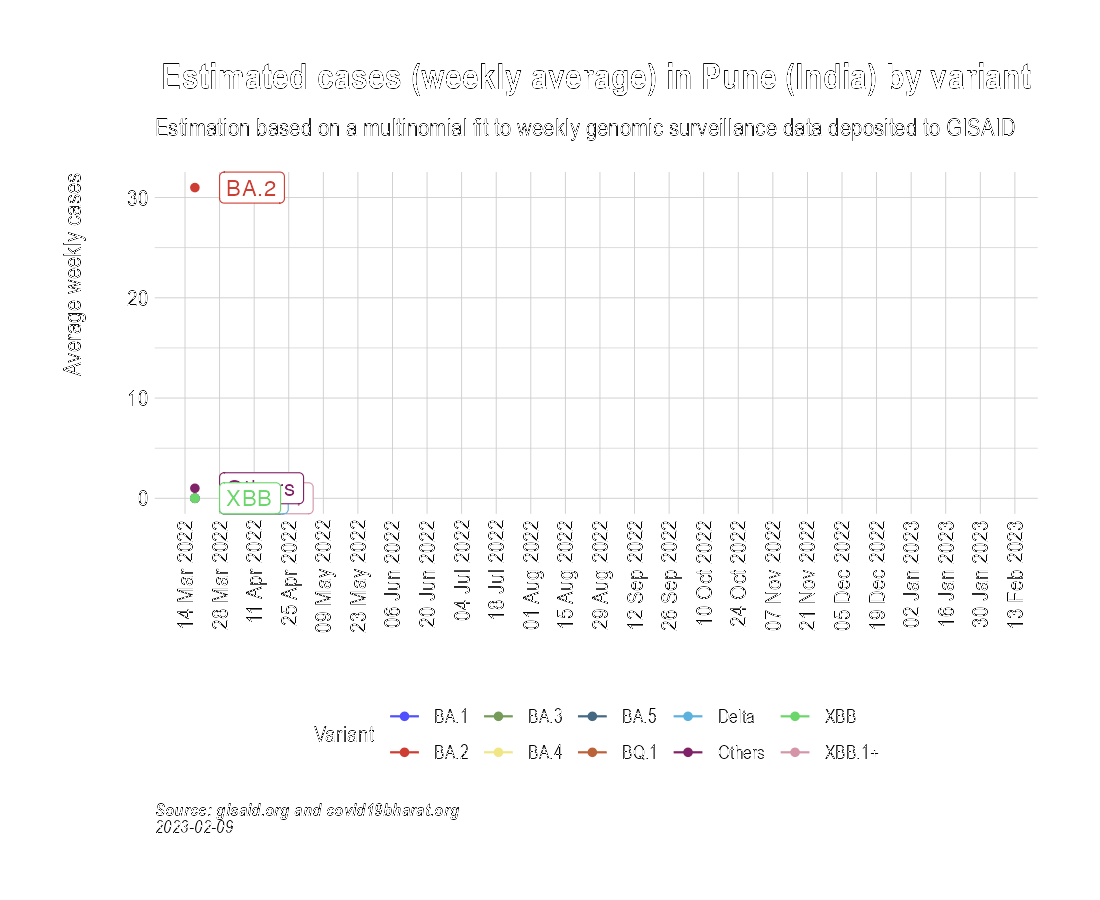 Estimated cases (weekly average) in Pune (India) by variant
Estimation based on a multinomial fit to weekly genomic surveillance data deposited to GISAID
Average weekly cases
30
20
10
0
BA.2
XBB
14 Mar 2022
28 Mar 2022
11 Apr 2022
25 Apr 2022
09 May 2022
23 May 2022
06 Jun 2022
20 Jun 2022
04 Jul 2022
18 Jul 2022
01 Aug 2022
15 Aug 2022
29 Aug 2022
12 Sep 2022
26 Sep 2022
10 Oct 2022
24 Oct 2022
07 Nov 2022
21 Nov 2022
05 Dec 2022
19 Dec 2022
02 Jan 2023
16 Jan 2023
30 Jan 2023
13 Feb 2023
Variant
BA.1 BA.3 BA.5 Delta XBB
BA.2 BA.4 BQ.1 Others XBB.1+
Source: gisaid.org and covid19bharat.org
2023-02-09